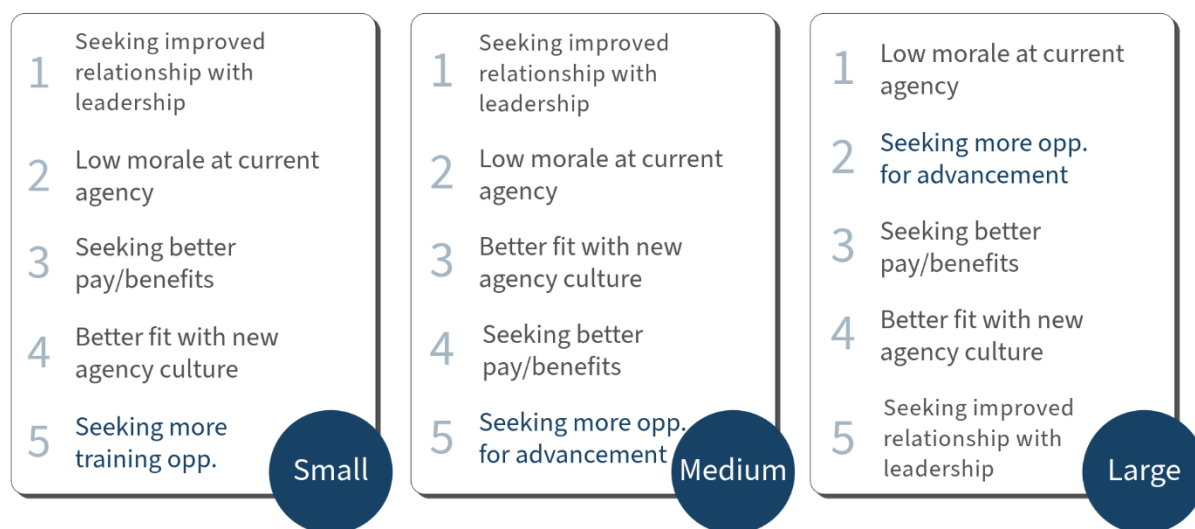 1
Seeking improved
relationship with
leadership
2
Low morale at current
agency
3
Seeking better
pay/benefits
4
Better fit with new
agency culture
5
Seeking more
training opp.
Small
1
Seeking improved
relationship with
leadership
2
Low morale at current
agency
3
Better fit with new
agency culture
4
Seeking better
pay/benefits
5
Seeking more opp.
for advancement
Medium
1
Low morale at current
agency
2
Seeking more opp.
for advancement
3
Seeking better
pay/benefits
4
Better fit with new
agency culture
5
Seeking improved
relationship with
leadership
Large